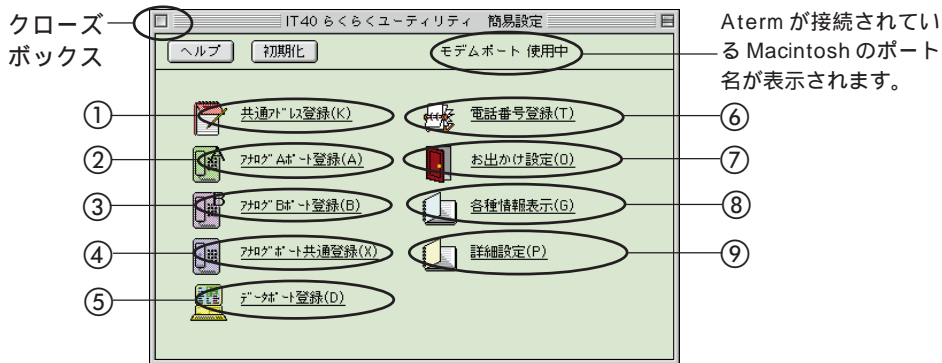 クローズ
ボックス
IT40 らくらくユーティリティ 簡易設定
ヘルプ 初期化 モデムポート 使用中
Aterm が接続されてい
る Macintosh のポート
名が表示されます。
① 共通ｱﾄﾞﾚｽ登録(K)
② ｱﾅﾛｸﾞAﾎﾟｰﾄ登録(A)
③ ｱﾅﾛｸﾞBﾎﾟｰﾄ登録(B)
④ ｱﾅﾛｸﾞﾎﾟｰﾄ共通登録(X)
⑤ ﾃﾞｰﾀﾎﾟｰﾄ登録(D)
電話番号登録(T) ⑥
お出かけ設定(O) ⑦
各種情報表示(G) ⑧
詳細設定(P) ⑨
A
B